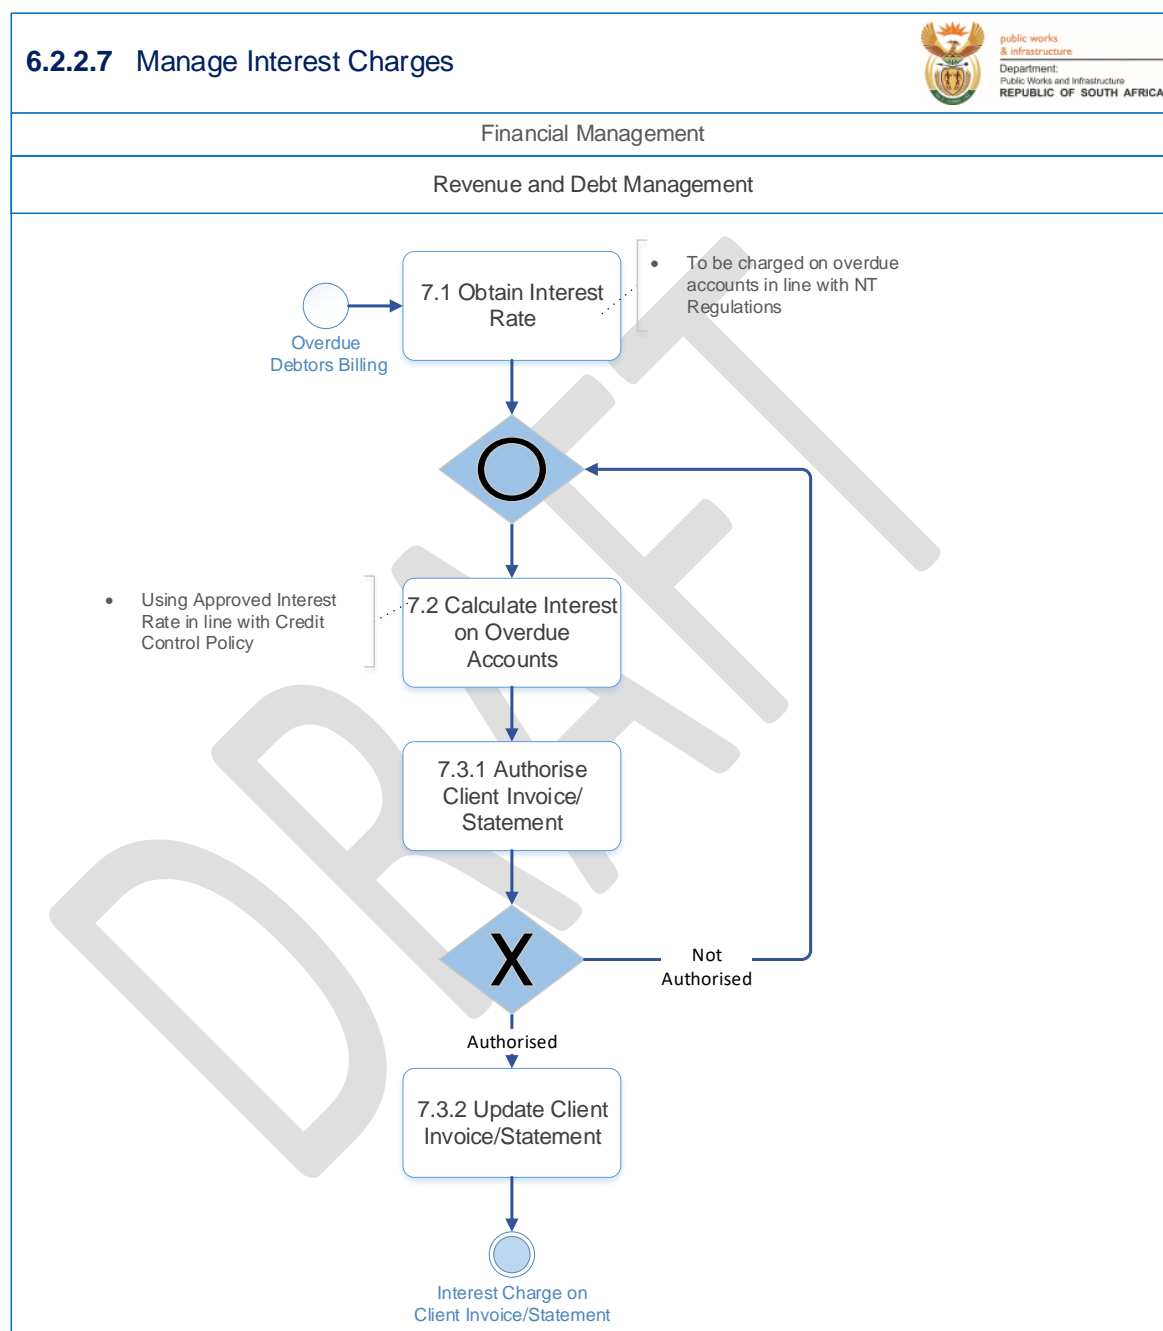 6.2.2.7 Manage Interest Charges
public works
& infrastructure
Department:
Public Works and Infrastructure
REPUBLIC OF SOUTH AFRICA
Financial Management
Revenue and Debt Management
7.1 Obtain Interest
Rate
• To be charged on overdue
accounts in line with NT
Regulations
Overdue
Debtors Billing
• Using Approved Interest
Rate in line with Credit
Control Policy
7.2 Calculate Interest
on Overdue
Accounts
7.3.1 Authorise
Client Invoice/
Statement
X
Not
Authorised
Authorised
7.3.2 Update Client
Invoice/Statement
Interest Charge on
Client Invoice/Statement
DRAFT